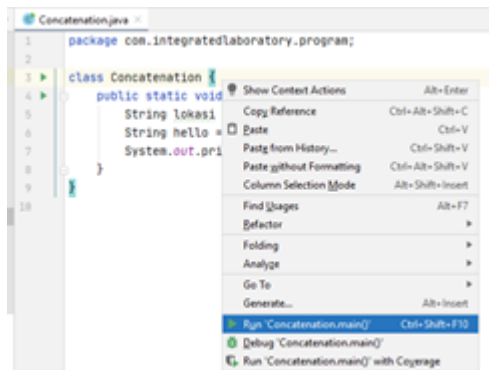 Concatenation.java
1 package com.integratedlaboratory.program;
2
3 class Concatenation {
4 public static void
5 String lokasi
6 String hello =
7 System.out.pri
8 }
9 }
10
Show Context Actions Alt+Enter
Copy Reference Ctrl+Alt+Shift+C
Paste Ctrl+V
Paste from History... Ctrl+Shift+V
Paste without Formatting Ctrl+Alt+Shift+V
Column Selection Mode Alt+Shift+Insert
Find Usages Alt+F7
Refactor
Folding
Analyze
Go To
Generate... Alt+Insert
Run 'Concatenation.main()' Ctrl+Shift+F10
Debug 'Concatenation.main()'
Run 'Concatenation.main()' with Coverage